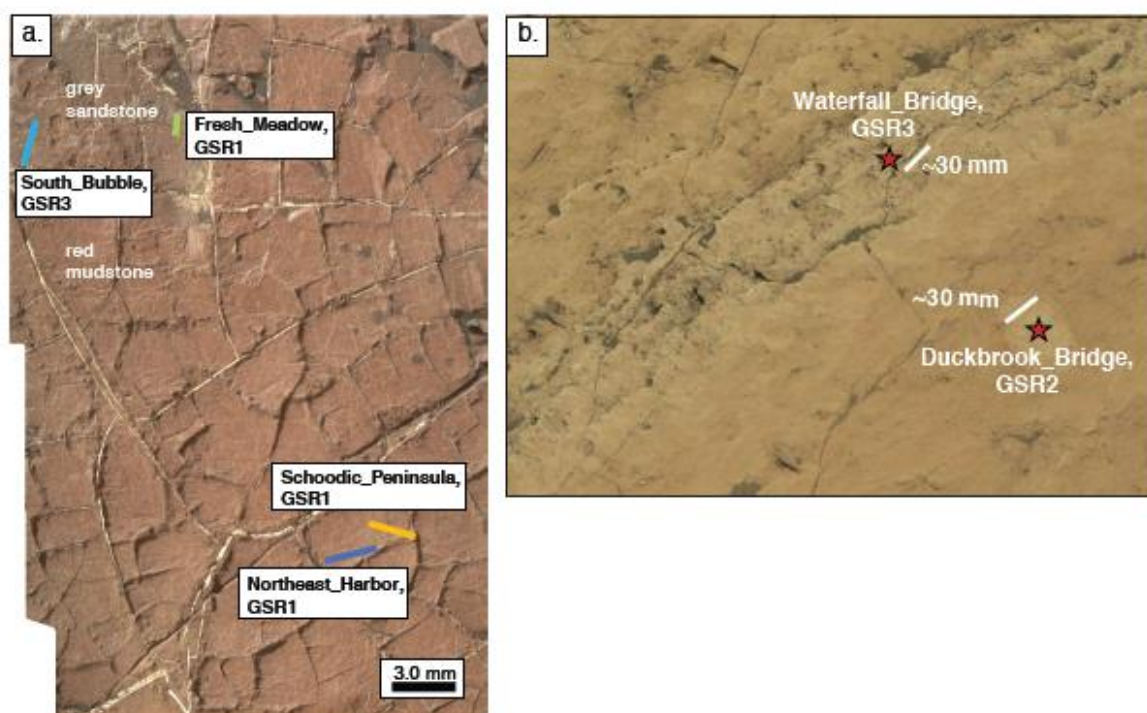 a.
grey
sandstone
Fresh_Meadow,
GSR1
South_Bubble,
GSR3
red
mudstone
Schoodic_Peninsula,
GSR1
Northeast_Harbor,
GSR1
3.0 mm
b.
Waterfall_Bridge,
GSR3
~30 mm
~30 mm
Duckbrook_Bridge,
GSR2